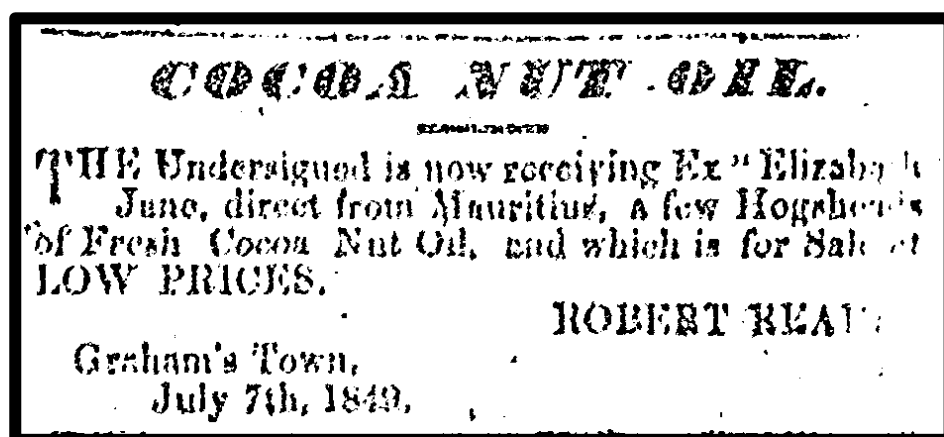 COCOA NUT OIL.
THE Undersigned is now receiving Ex "Elizabeth
June, direct from Mauritius, a few Hogsheads
of Fresh Cocoa Nut Oil, and which is for Sale at
LOW PRICES.
ROBERT
Graham's Town,
July 7th, 1849.